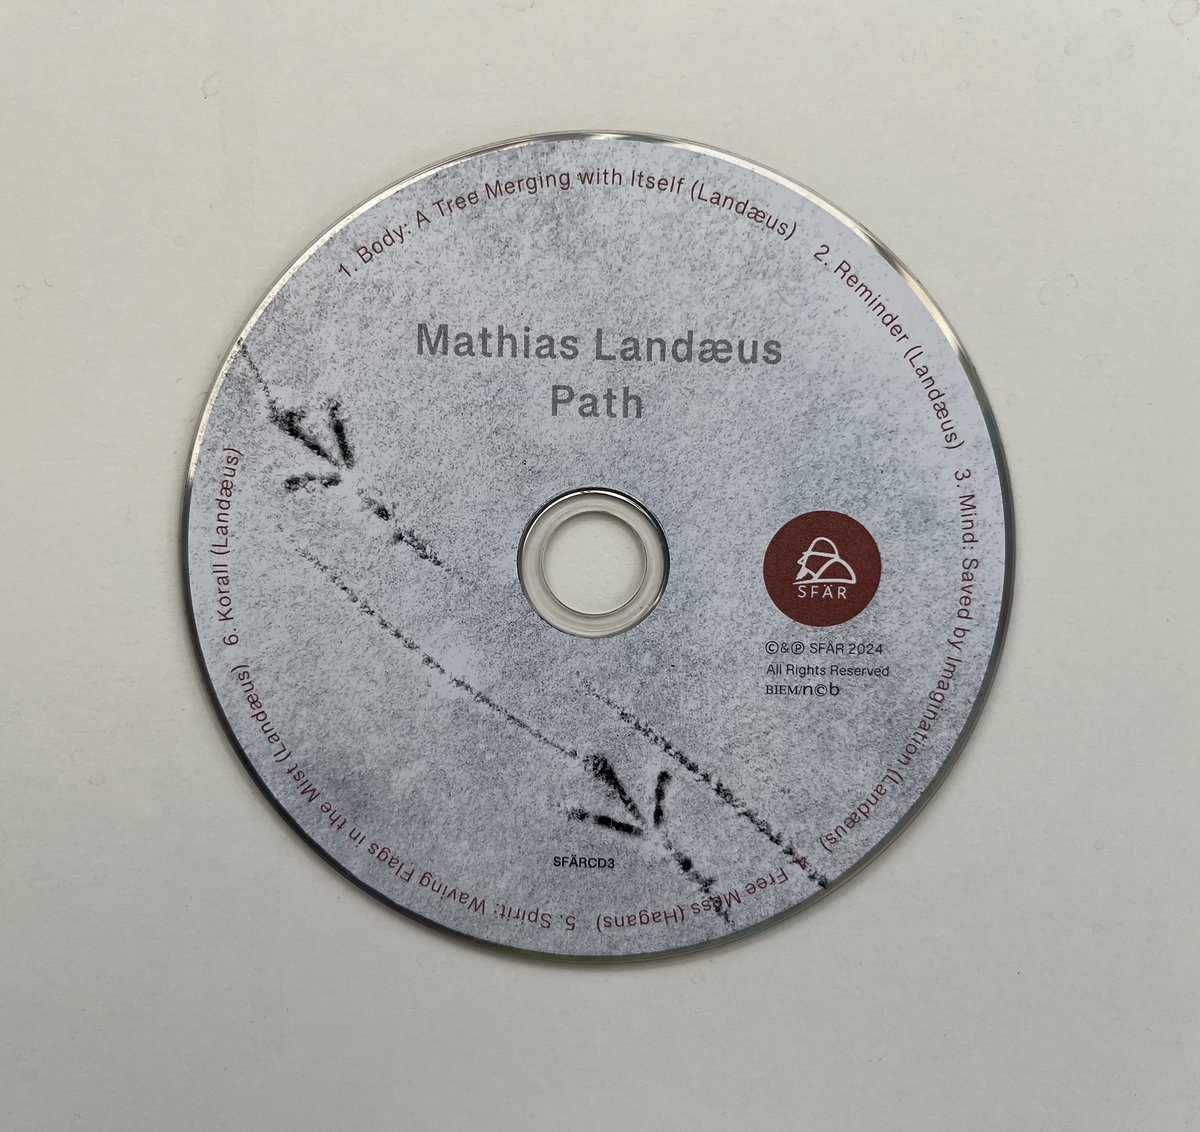 Mathias Landæus
Path
1. Body: A Tree Merging with Itself (Landæus)
2. Reminder (Landæus)
3. Mind: Saved by Imagination (Landæus)
Free Mess (Hagans)
5. Spirit: Waving Flags in the Mist (Landæus)
6. Korall (Landæus)
SFÄR
©&℗ SFÄR 2024
All Rights Reserved
BIEM/n©b
SFÄRCD3